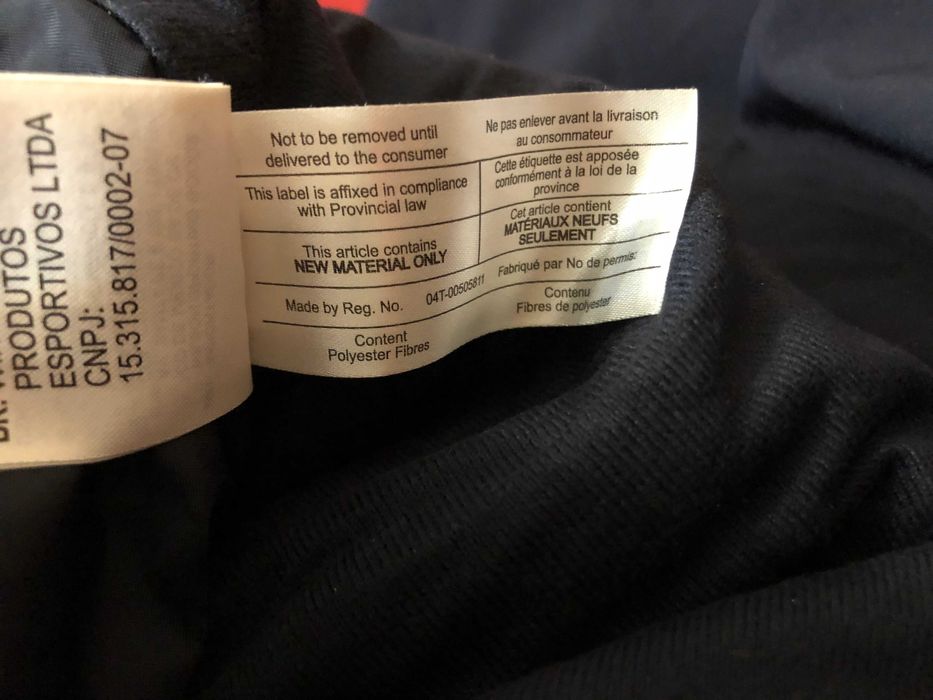 PRODUTOS
ESPORTIVOS LTDA
CNPJ:
15.315.817/0002-07
Not to be removed until
delivered to the consumer
Ne pas enlever avant la livraison
au consommateur
This label is affixed in compliance
with Provincial law
Cette étiquette est apposée
conformément à la loi de la
province
This article contains
NEW MATERIAL ONLY
Cet article contient
MATÉRIAUX NEUFS
SEULEMENT
Made by Reg. No. 04T-00505811 Fabriqué par No de permis:
Content
Polyester Fibres
Contenu
Fibres de polyester